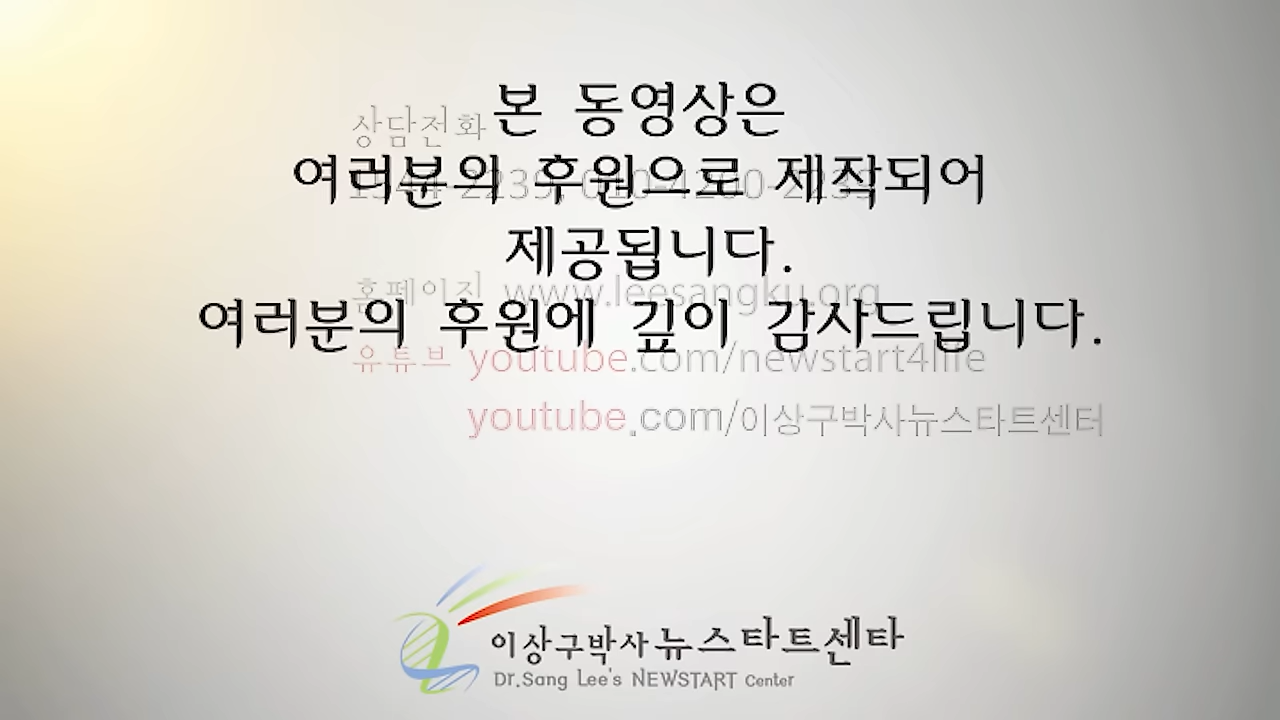 본 동영상은
여러분의 후원으로 제작되어
제공됩니다.
여러분의 후원에 깊이 감사드립니다.
상담전화
홈페이지 www.leesangku.org
유튜브 youtube.com/newstart4life
youtube.com/이상구박사뉴스타트센터
이상구박사 뉴스타트센타
Dr.Sang Lee's NEWSTART Center